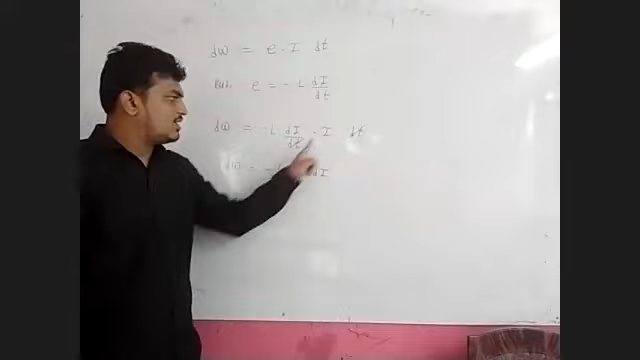 dW = e · I dt
But, e = - L dI/dt
dW = - L dI/dt · I dt
dW = - dI